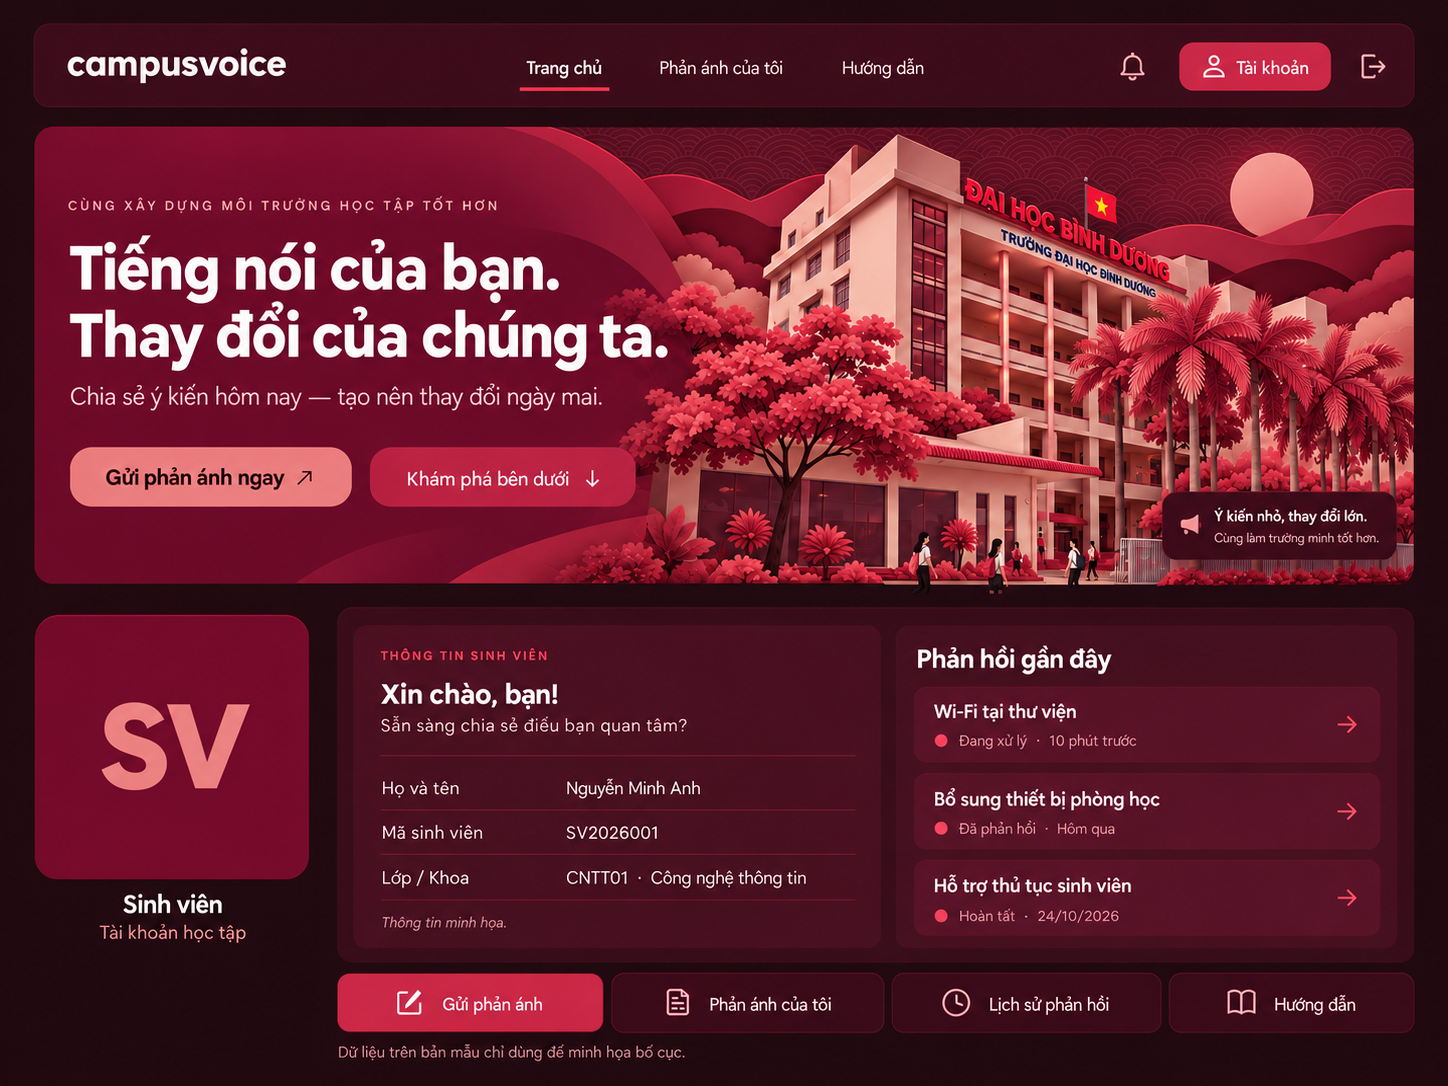 campusvoice
Trang chủ
Phản ánh của tôi
Hướng dẫn
Tài khoản
CÙNG XÂY DỰNG MÔI TRƯỜNG HỌC TẬP TỐT HƠN
Tiếng nói của bạn.
Thay đổi của chúng ta.
Chia sẻ ý kiến hôm nay — tạo nên thay đổi ngày mai.
Gửi phản ánh ngay ↗
Khám phá bên dưới ↓
ĐẠI HỌC BÌNH DƯƠNG
TRƯỜNG ĐẠI HỌC BÌNH DƯƠNG
Ý kiến nhỏ, thay đổi lớn.
Cùng làm trường mình tốt hơn.
SV
Sinh viên
Tài khoản học tập
THÔNG TIN SINH VIÊN
Xin chào, bạn!
Sẵn sàng chia sẻ điều bạn quan tâm?
Họ và tên Nguyễn Minh Anh
Mã sinh viên SV2026001
Lớp / Khoa CNTT01 · Công nghệ thông tin
Thông tin minh họa.
Phản hồi gần đây
Wi-Fi tại thư viện
Đang xử lý · 10 phút trước
Bổ sung thiết bị phòng học
Đã phản hồi · Hôm qua
Hỗ trợ thủ tục sinh viên
Hoàn tất · 24/10/2026
Gửi phản ánh
Phản ánh của tôi
Lịch sử phản hồi
Hướng dẫn
Dữ liệu trên bản mẫu chỉ dùng để minh họa bố cục.